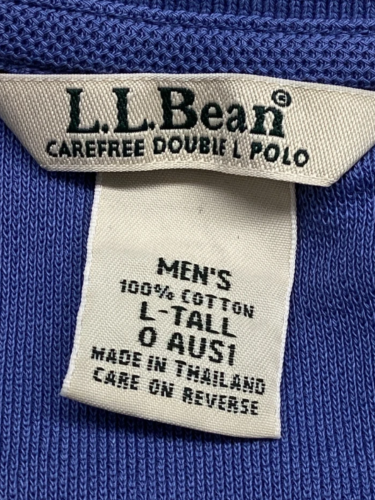 L.L.Bean®
CAREFREE DOUBLE L POLO
MEN'S
100% COTTON
L-TALL
0 AUS1
MADE IN THAILAND
CARE ON REVERSE